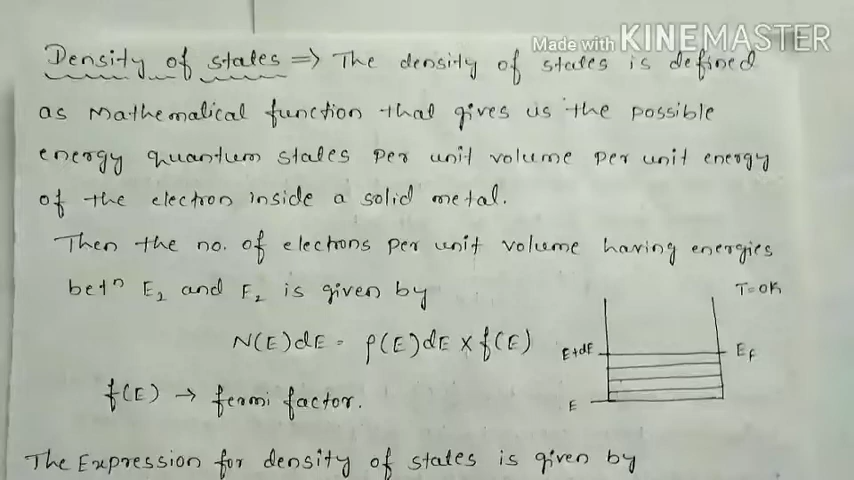 Made with KINEMASTER
Density of states => The density of states is defined
as Mathematical function that gives us the possible
energy quantum states per unit volume per unit energy
of the electron inside a solid metal.
Then the no. of electrons per unit volume having energies
betn E2 and E2 is given by
T=0K
N(E)dE = ρ(E)dE × f(E)
E+dE
EF
f(E) → fermi factor.
E
The Expression for density of states is given by